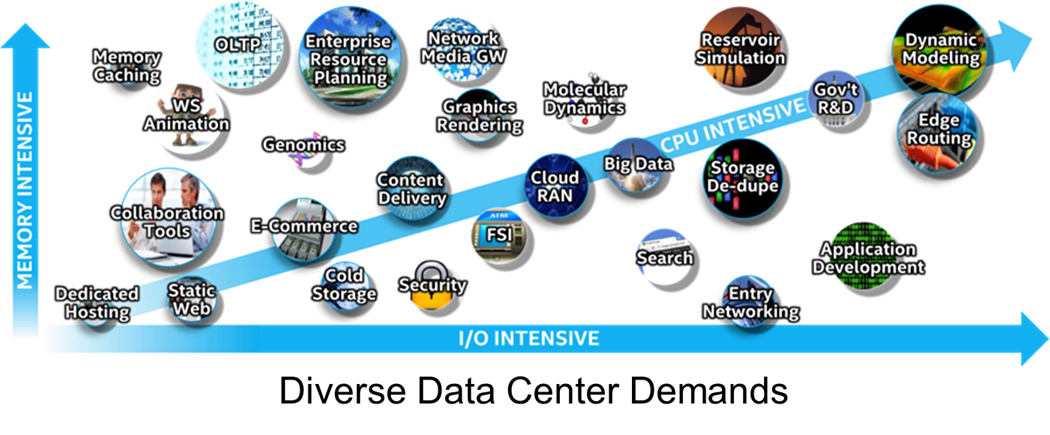 MEMORY INTENSIVE
Memory
Caching
OLTP
Enterprise
Resource
Planning
Network
Media GW
Reservoir
Simulation
Dynamic
Modeling
WS
Animation
Graphics
Rendering
Molecular
Dynamics
Gov't
R&D
CPU INTENSIVE
Edge
Routing
Genomics
Content
Delivery
Cloud
RAN
Big Data
Storage
De-dupe
Collaboration
Tools
E-Commerce
ATM
FSI
Search
Application
Development
Dedicated
Hosting
Static
Web
Cold
Storage
Security
Entry
Networking
I/O INTENSIVE
Diverse Data Center Demands